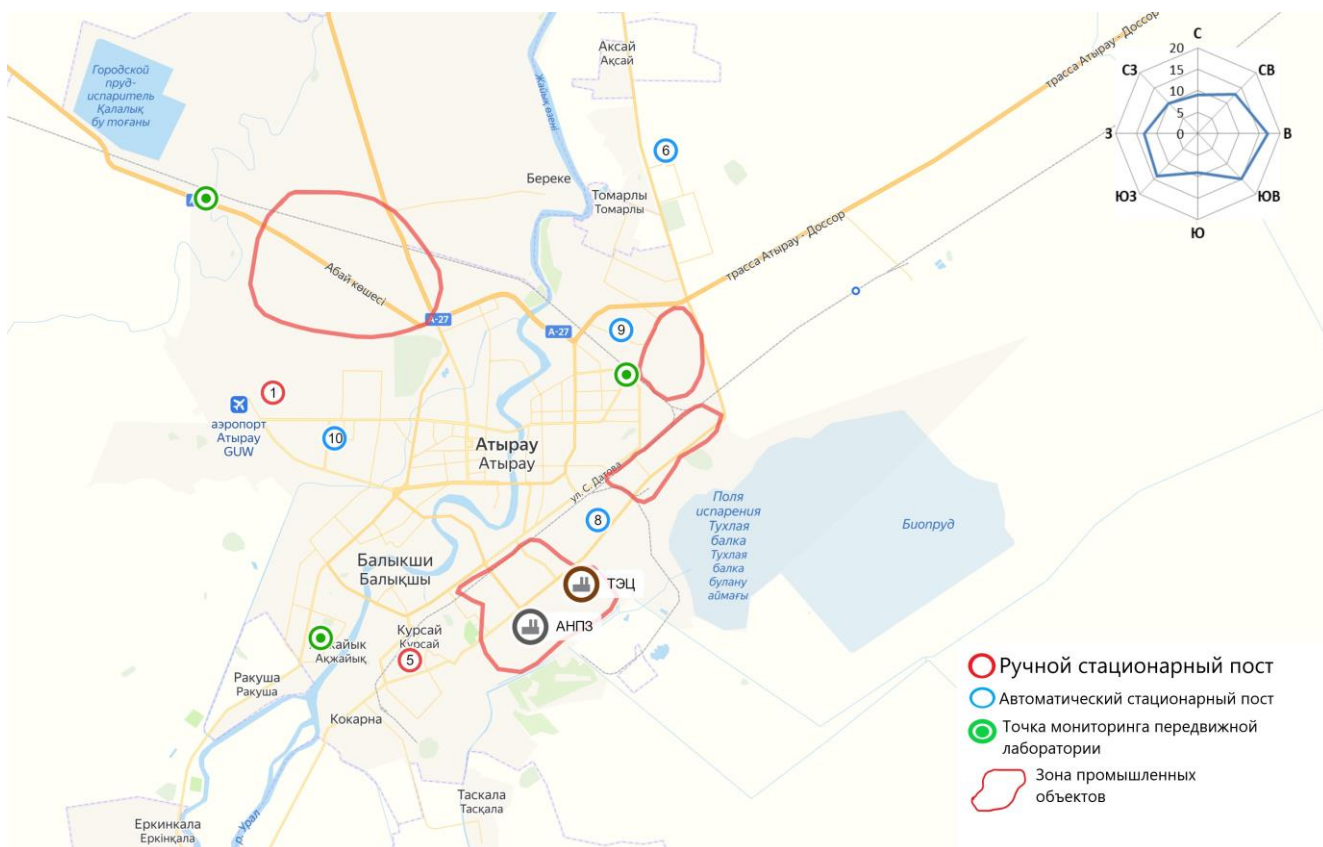 Городской
пруд-
испаритель
Қалалық
бу тоғаны
Аксай
Ақсай
Жайық өзені
трасса Атырау-Доссор
С
СВ
В
ЮВ
Ю
ЮЗ
З
СЗ
20
15
10
5
0
6
Береке
Томарлы
Томарлы
трасса Атырау - Доссор
Абай көшесі
А-27
А-27
9
1
аэропорт
Атырау
GUW
10
Атырау
Атырау
ул. С. Датова
8
Поля
испарения
Тухлая
балка
Тухлая
балка
булану
аймағы
Биопруд
Балыкши
Балықшы
ТЭЦ
АНПЗ
Курсай
Құрсай
5
Ақжайық
Ракуша
Ракуша
Кокарна
Таскала
Тасқала
Еркинкала
Еркінқала
р. Урал
Ручной стационарный пост
Автоматический стационарный пост
Точка мониторинга передвижной
лаборатории
Зона промышленных
объектов